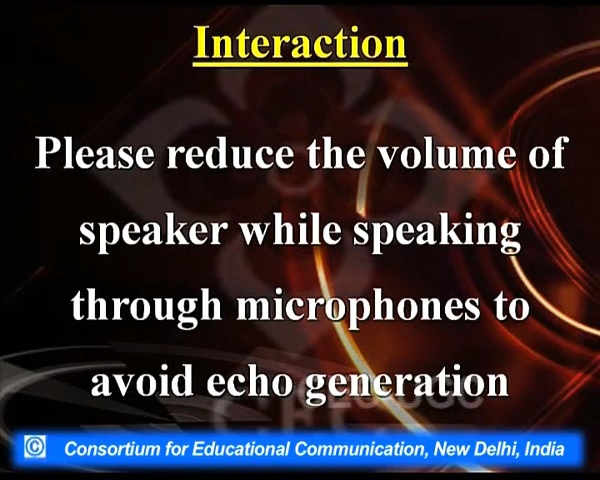 Interaction
Please reduce the volume of
speaker while speaking
through microphones to
avoid echo generation
© Consortium for Educational Communication, New Delhi, India